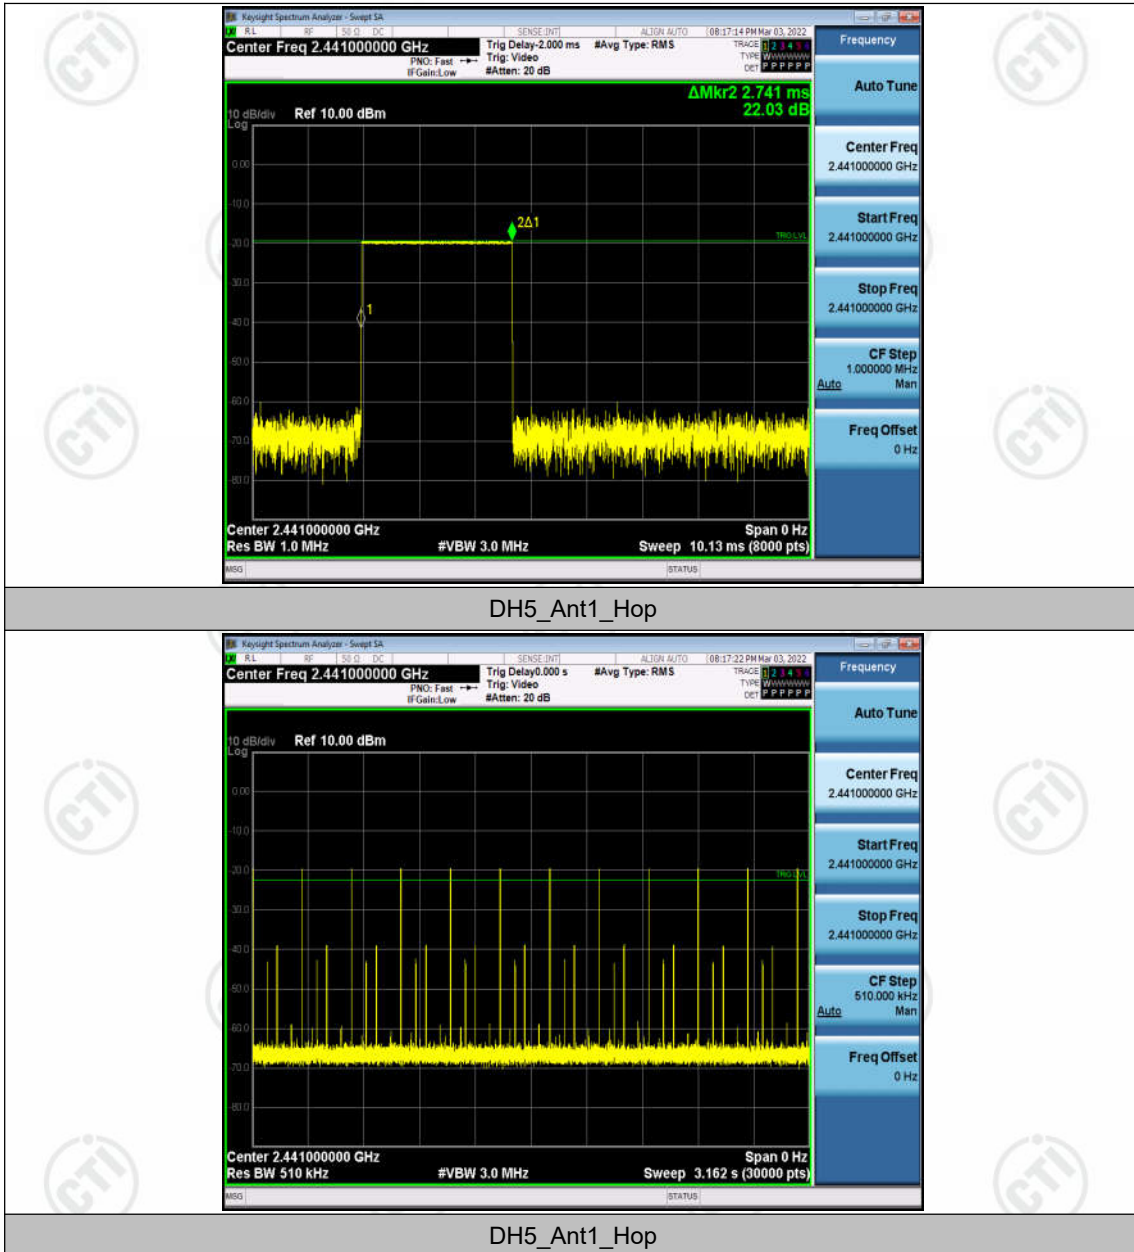 Keysight Spectrum Analyzer - Swept SA
RL RF 50 Ω DC SENSE:INT ALIGN AUTO 08:17:14 PM Mar 03, 2022
Center Freq 2.441000000 GHz
PNO: Fast
IFGain:Low
Trig Delay-2.000 ms
Trig: Video
#Atten: 20 dB
#Avg Type: RMS
TRACE 1 2 3 4 5
TYPE
DET P P P P P P
ΔMkr2 2.741 ms
22.03 dB
10 dB/div
Log
Ref 10.00 dBm
0.00
-10.0
-20.0
-30.0
-40.0
-50.0
-60.0
-70.0
-80.0
2Δ1
1
TRIG LVL
Center 2.441000000 GHz
Span 0 Hz
Res BW 1.0 MHz
#VBW 3.0 MHz
Sweep 10.13 ms (8000 pts)
MSG
STATUS
Frequency
Auto Tune
Center Freq
2.441000000 GHz
Start Freq
2.441000000 GHz
Stop Freq
2.441000000 GHz
CF Step
1.000000 MHz
Auto Man
Freq Offset
0 Hz
DH5_Ant1_Hop
Keysight Spectrum Analyzer - Swept SA
RL RF 50 Ω DC SENSE:INT ALIGN AUTO 08:17:22 PM Mar 03, 2022
Center Freq 2.441000000 GHz
PNO: Fast
IFGain:Low
Trig Delay0.000 s
Trig: Video
#Atten: 20 dB
#Avg Type: RMS
TRACE 1 2 3 4 5
TYPE
DET P P P P P P
10 dB/div
Log
Ref 10.00 dBm
0.00
-10.0
-20.0
-30.0
-40.0
-50.0
-60.0
-70.0
-80.0
TRIG LVL
Center 2.441000000 GHz
Span 0 Hz
Res BW 510 kHz
#VBW 3.0 MHz
Sweep 3.162 s (30000 pts)
MSG
STATUS
Frequency
Auto Tune
Center Freq
2.441000000 GHz
Start Freq
2.441000000 GHz
Stop Freq
2.441000000 GHz
CF Step
510.000 kHz
Auto Man
Freq Offset
0 Hz
DH5_Ant1_Hop
CTI
CTI
CTI
CTI
CTI
CTI
CTI
CTI